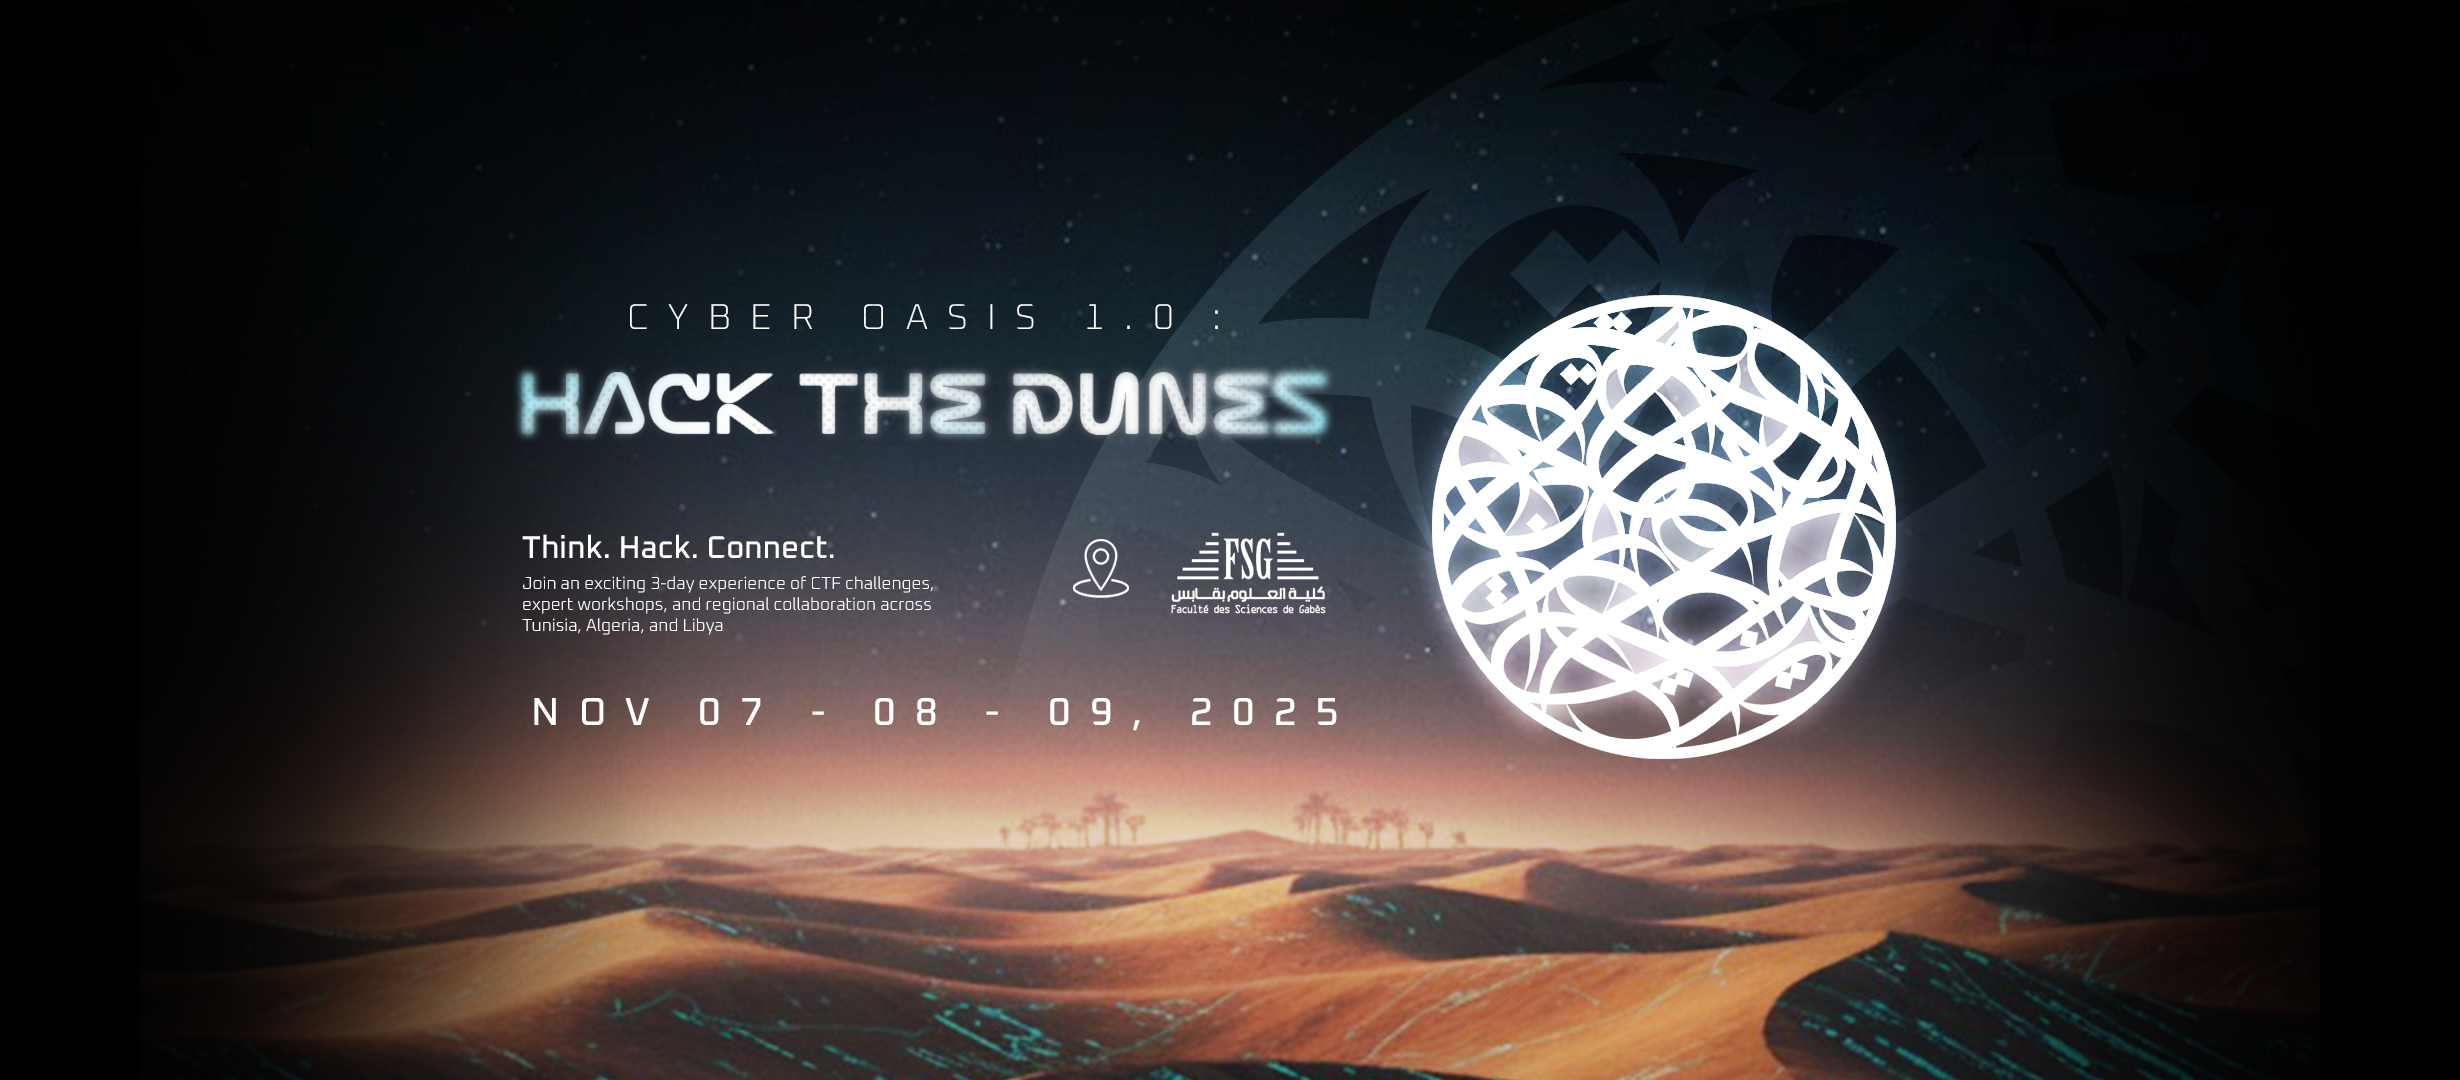 CYBER OASIS 1.0 :
HACK THE DUNES
Think. Hack. Connect.
Join an exciting 3-day experience of CTF challenges,
expert workshops, and regional collaboration across
Tunisia, Algeria, and Libya
FSG
كلية العلوم بقابس
Faculté des Sciences de Gabès
NOV 07 - 08 - 09, 2025